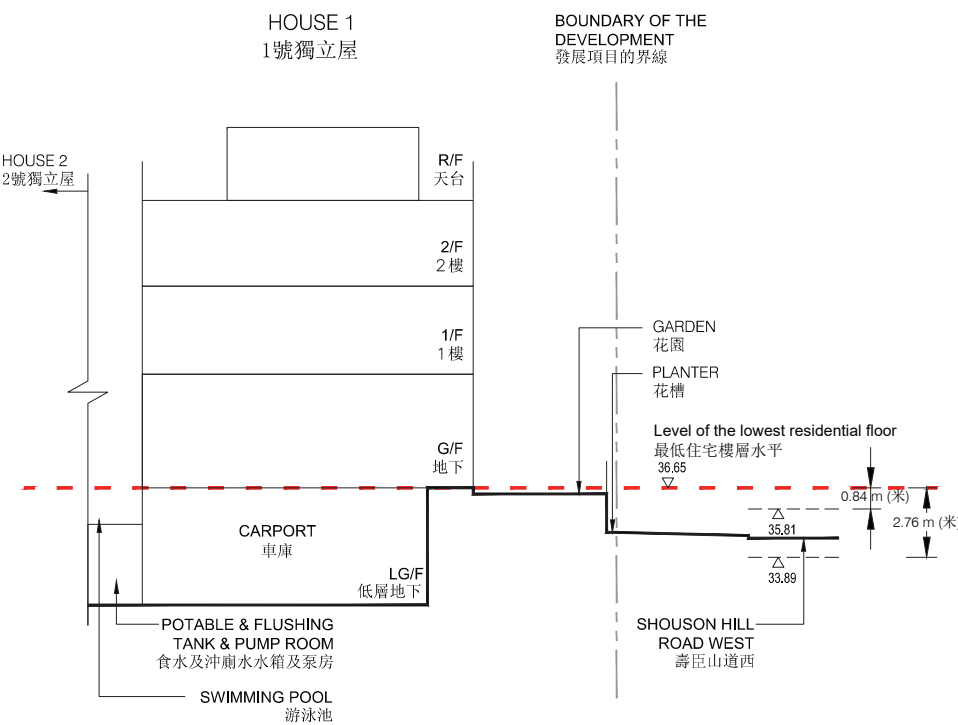 HOUSE 1
1號獨立屋
BOUNDARY OF THE
DEVELOPMENT
發展項目的界線
HOUSE 2
2號獨立屋
R/F
天台
2/F
2樓
1/F
1樓
GARDEN
花園
PLANTER
花槽
Level of the lowest residential floor
最低住宅樓層水平
36.65
G/F
地下
0.84 m (米)
35.81
2.76 m (米)
33.89
CARPORT
車庫
LG/F
低層地下
POTABLE & FLUSHING
TANK & PUMP ROOM
食水及沖廁水水箱及泵房
SHOUSON HILL
ROAD WEST
壽臣山道西
SWIMMING POOL
游泳池